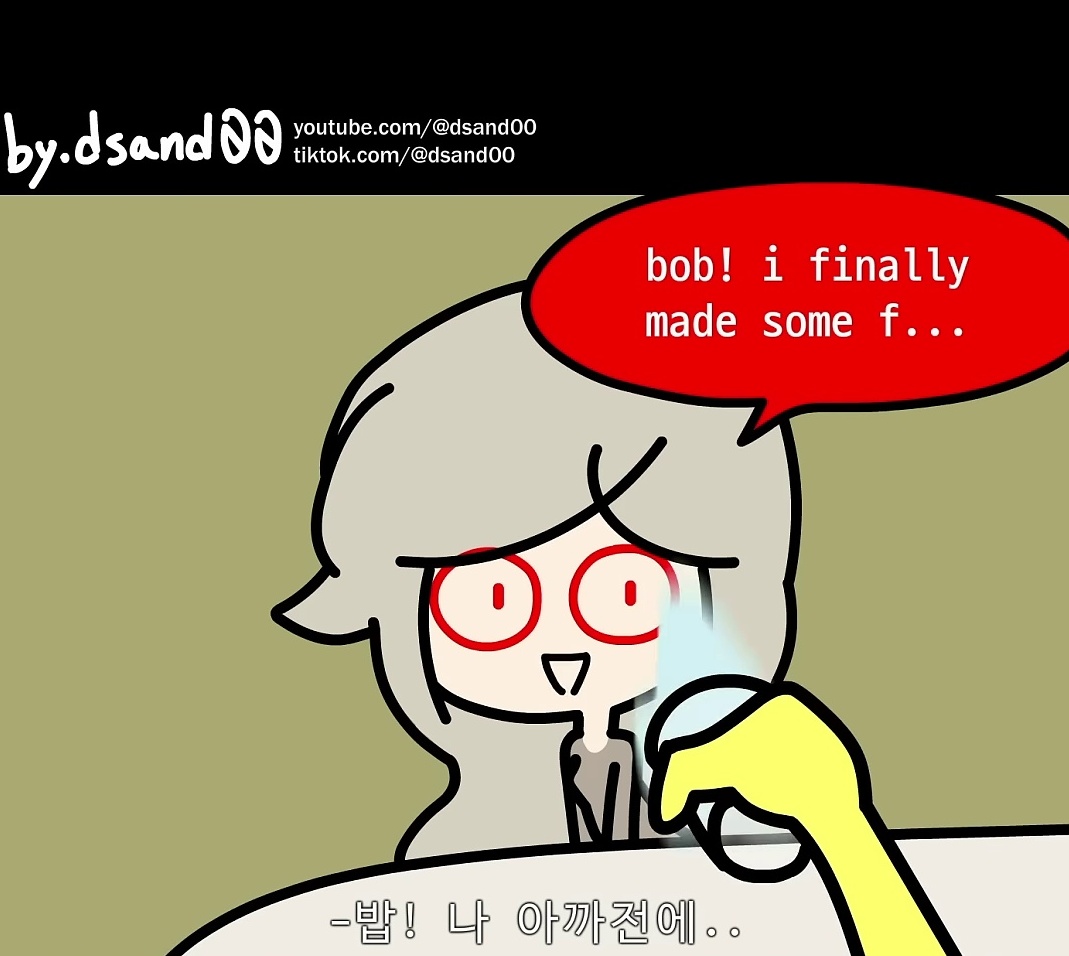 by.dsand00
youtube.com/@dsand00
tiktok.com/@dsand00
bob! i finally
made some f...
-밥! 나 아까전에..